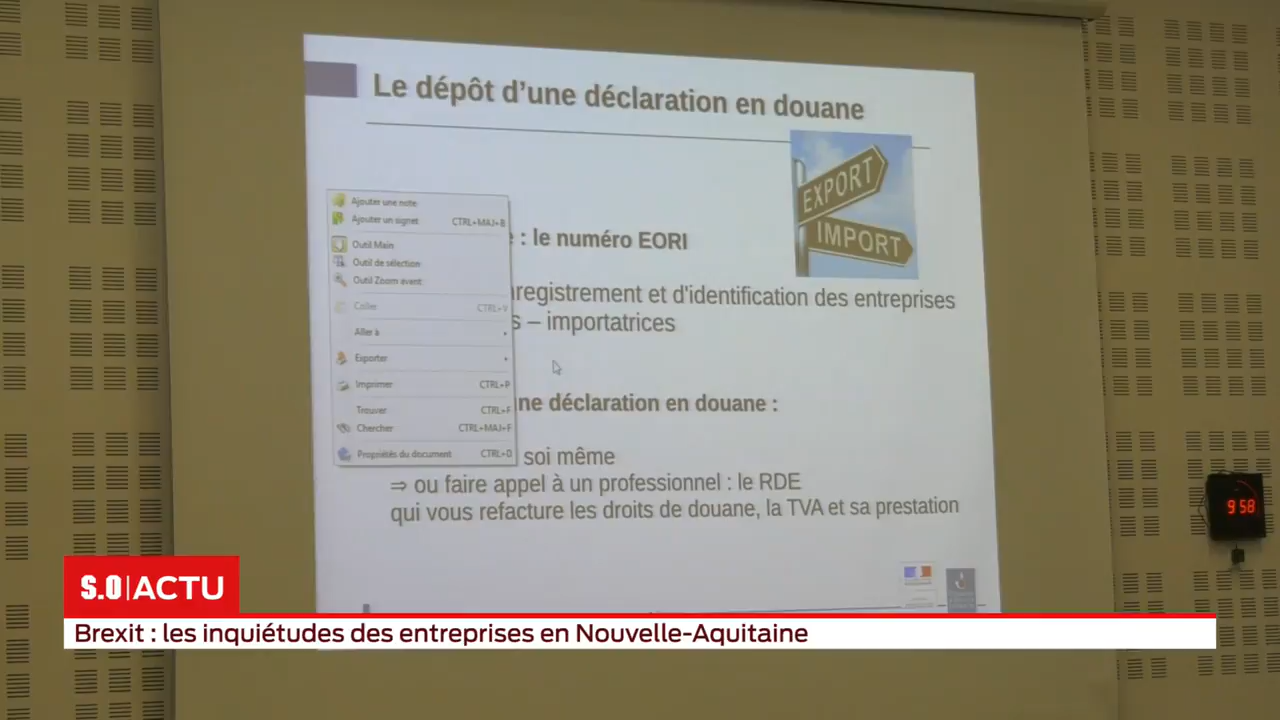 Le dépôt d'une déclaration en douane
EXPORT
IMPORT
Ajouter une note
Ajouter un signet CTRL+MAJ+B
Outil Main
Outil de sélection
Outil Zoom avant
Coller CTRL+V
Aller à
Exporter
Imprimer CTRL+P
Trouver CTRL+F
Chercher CTRL+MAJ+F
Propriétés du document CTRL+D
: le numéro EORI
nregistrement et d'identification des entreprises
s – importatrices
ne déclaration en douane :
soi même
⇒ ou faire appel à un professionnel : le RDE
qui vous refacture les droits de douane, la TVA et sa prestation
9 58
S.O|ACTU
Brexit : les inquiétudes des entreprises en Nouvelle-Aquitaine